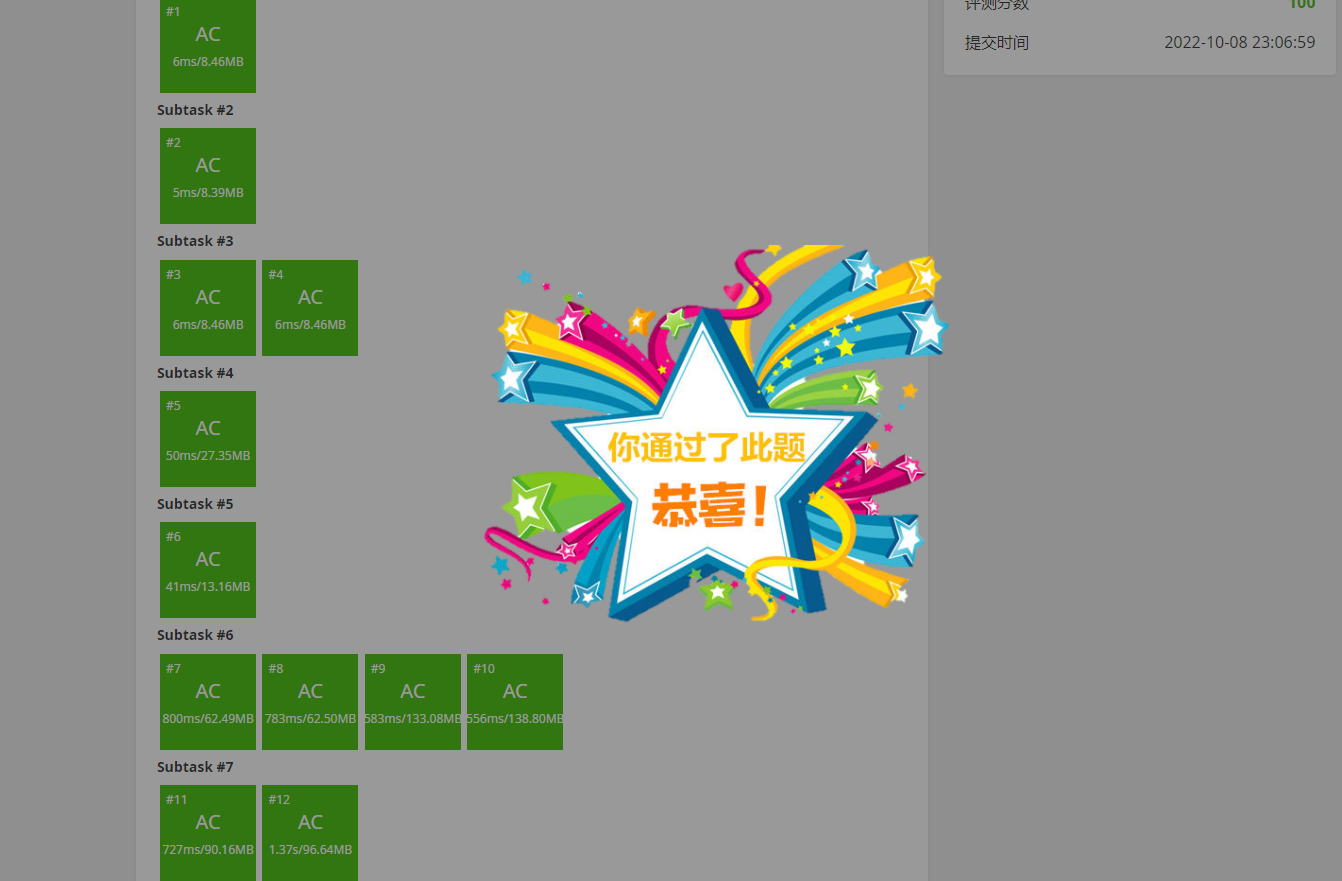 #1
AC
6ms/8.46MB
Subtask #2
#2
AC
5ms/8.39MB
Subtask #3
#3
AC
6ms/8.46MB
#4
AC
6ms/8.46MB
Subtask #4
#5
AC
50ms/27.35MB
Subtask #5
#6
AC
41ms/13.16MB
Subtask #6
#7
AC
800ms/62.49MB
#8
AC
783ms/62.50MB
#9
AC
583ms/133.08MB
#10
AC
556ms/138.80MB
Subtask #7
#11
AC
727ms/90.16MB
#12
AC
1.37s/96.64MB
你通过了此题
恭喜！
评测分数 100
提交时间 2022-10-08 23:06:59